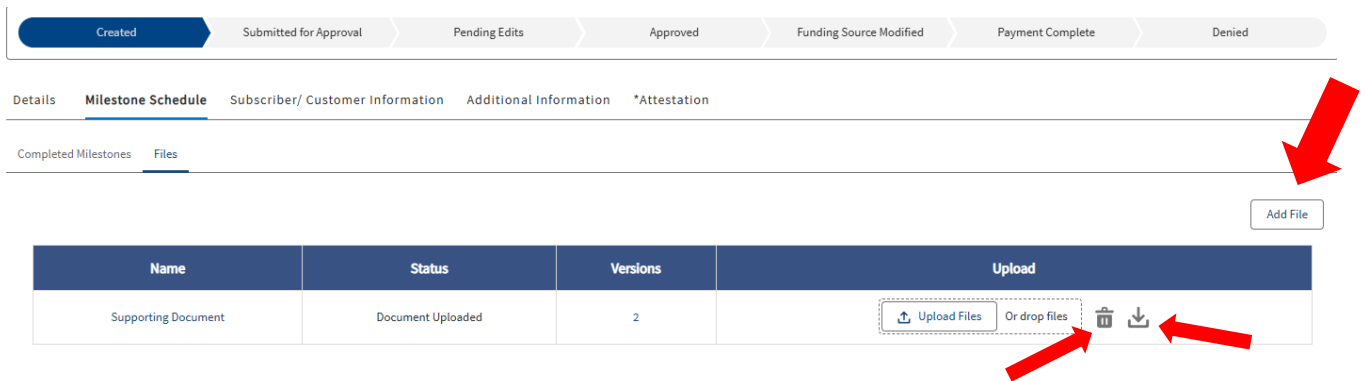 Created Submitted for Approval Pending Edits Approved Funding Source Modified Payment Complete Denied
Details Milestone Schedule Subscriber/ Customer Information Additional Information *Attestation
Completed Milestones Files
Add File
Name Status Versions Upload
Supporting Document Document Uploaded 2 Upload Files Or drop files